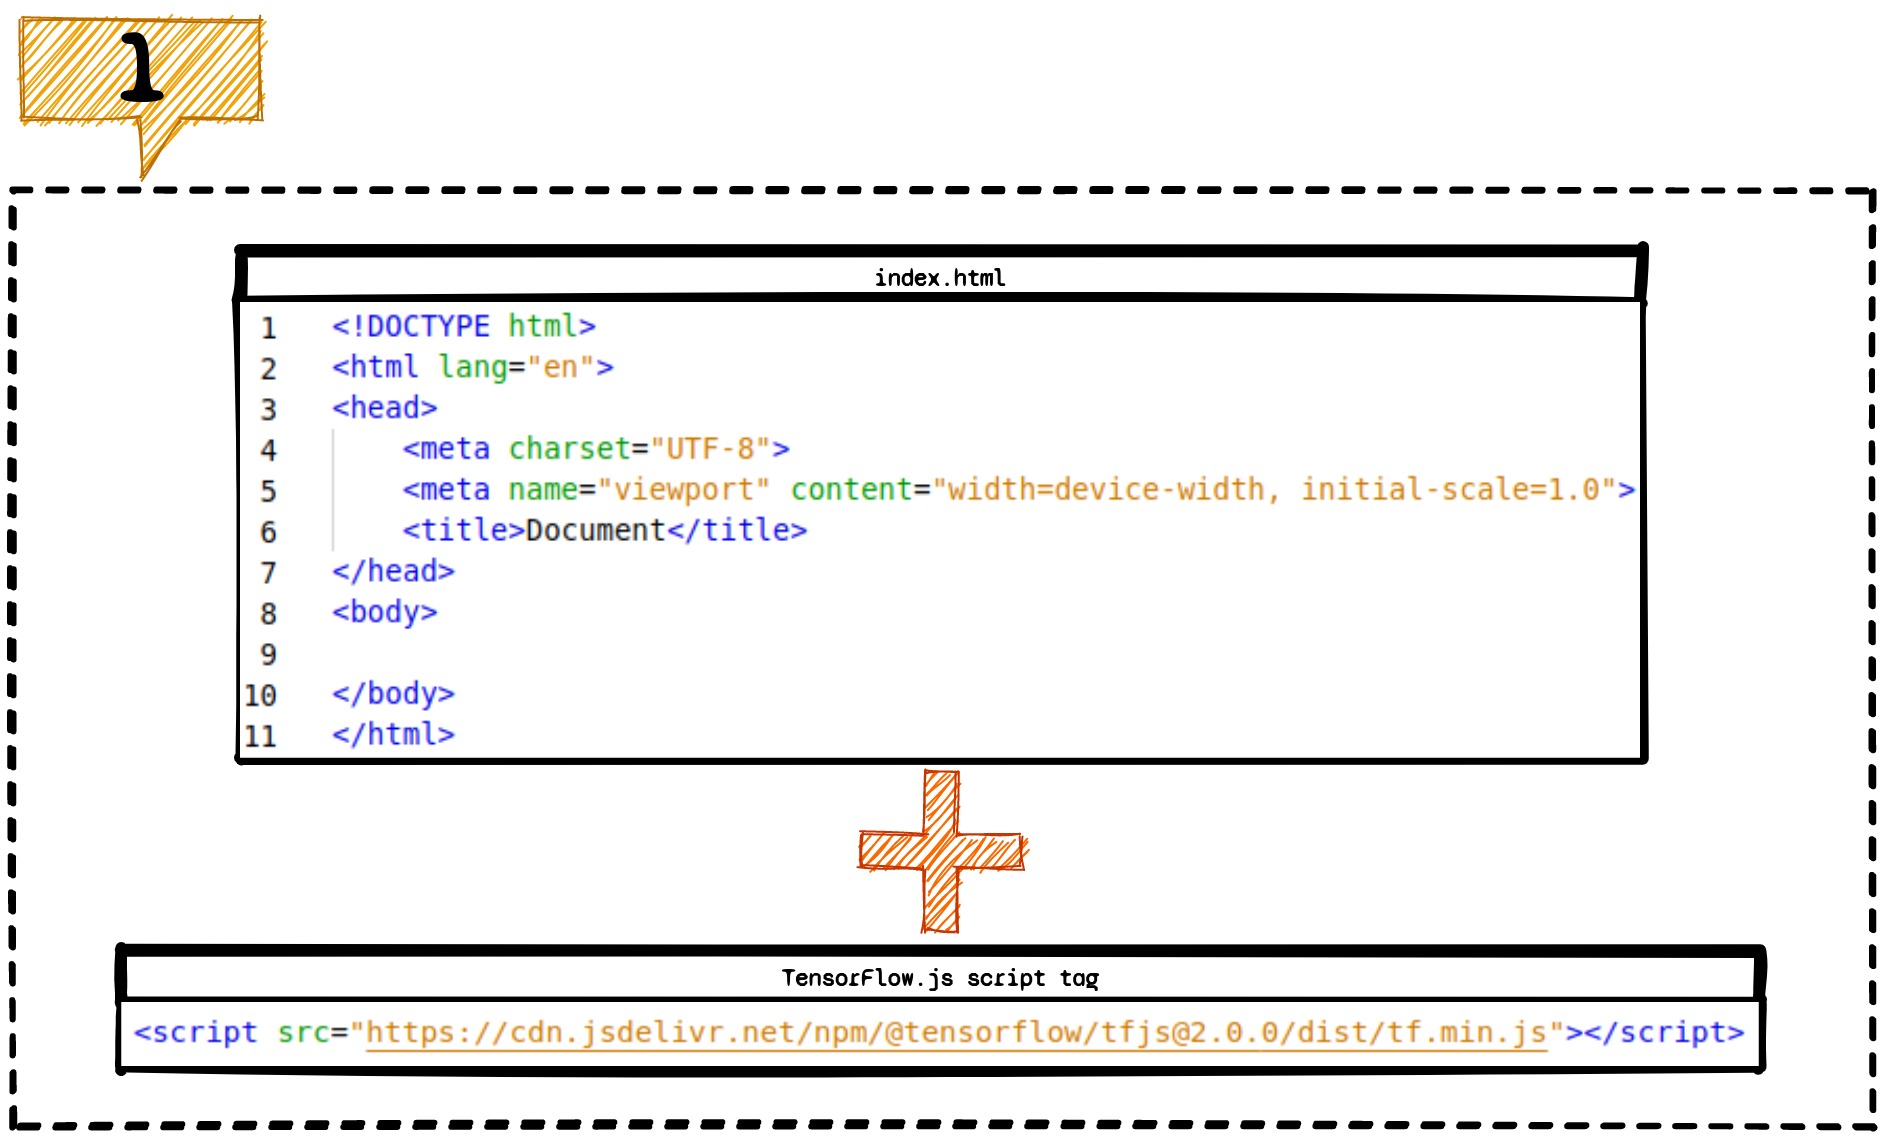 1
index.html
1 <!DOCTYPE html>
2 <html lang="en">
3 <head>
4     <meta charset="UTF-8">
5     <meta name="viewport" content="width=device-width, initial-scale=1.0">
6     <title>Document</title>
7 </head>
8 <body>
9
10 </body>
11 </html>
TensorFlow.js script tag
<script src="https://cdn.jsdelivr.net/npm/@tensorflow/tfjs@2.0.0/dist/tf.min.js"></script>